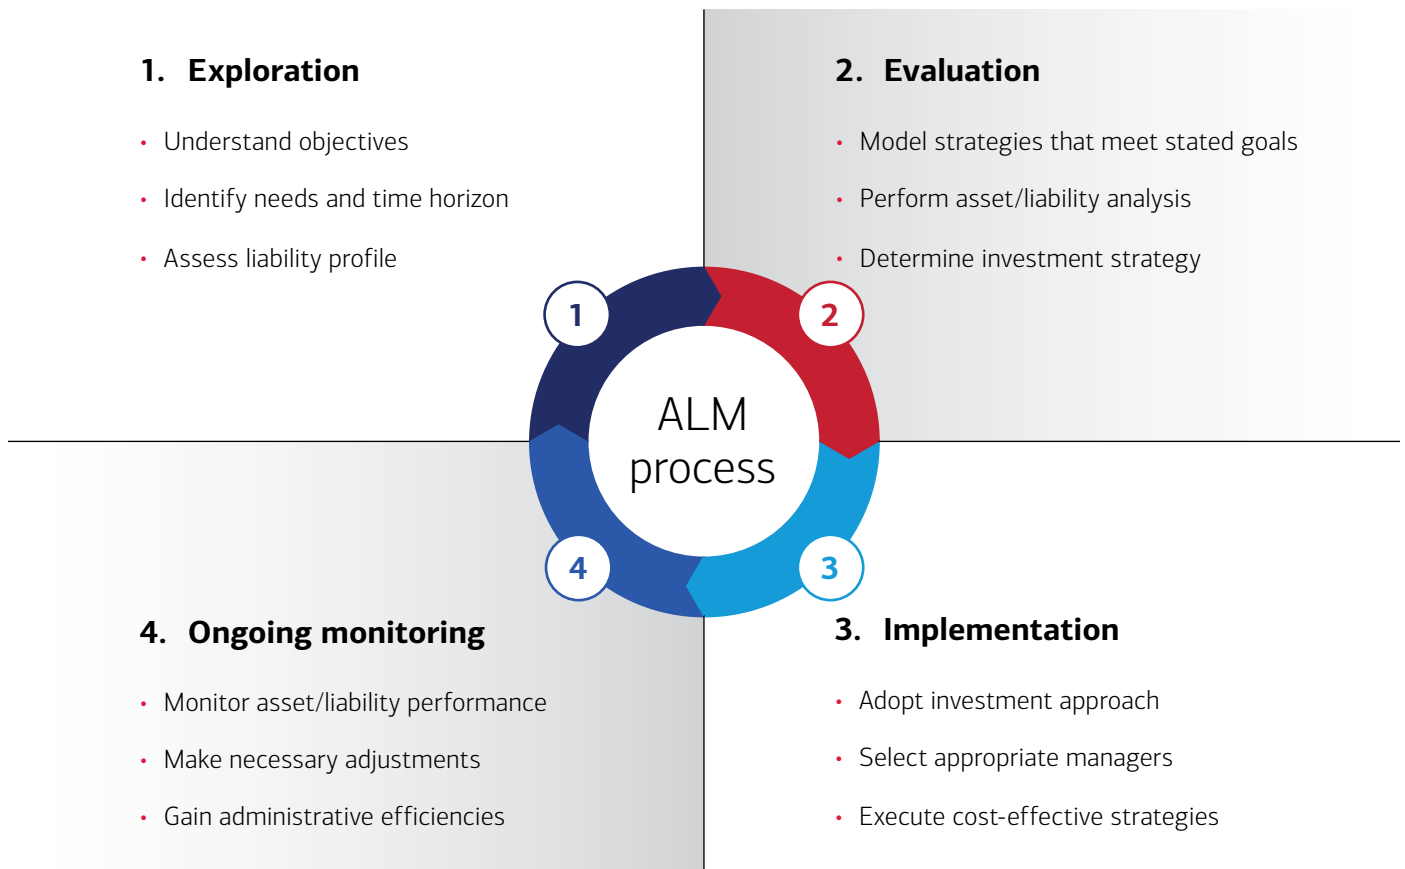 1. Exploration
• Understand objectives
• Identify needs and time horizon
• Assess liability profile
2. Evaluation
• Model strategies that meet stated goals
• Perform asset/liability analysis
• Determine investment strategy
1
2
ALM
process
4
3
4. Ongoing monitoring
• Monitor asset/liability performance
• Make necessary adjustments
• Gain administrative efficiencies
3. Implementation
• Adopt investment approach
• Select appropriate managers
• Execute cost-effective strategies